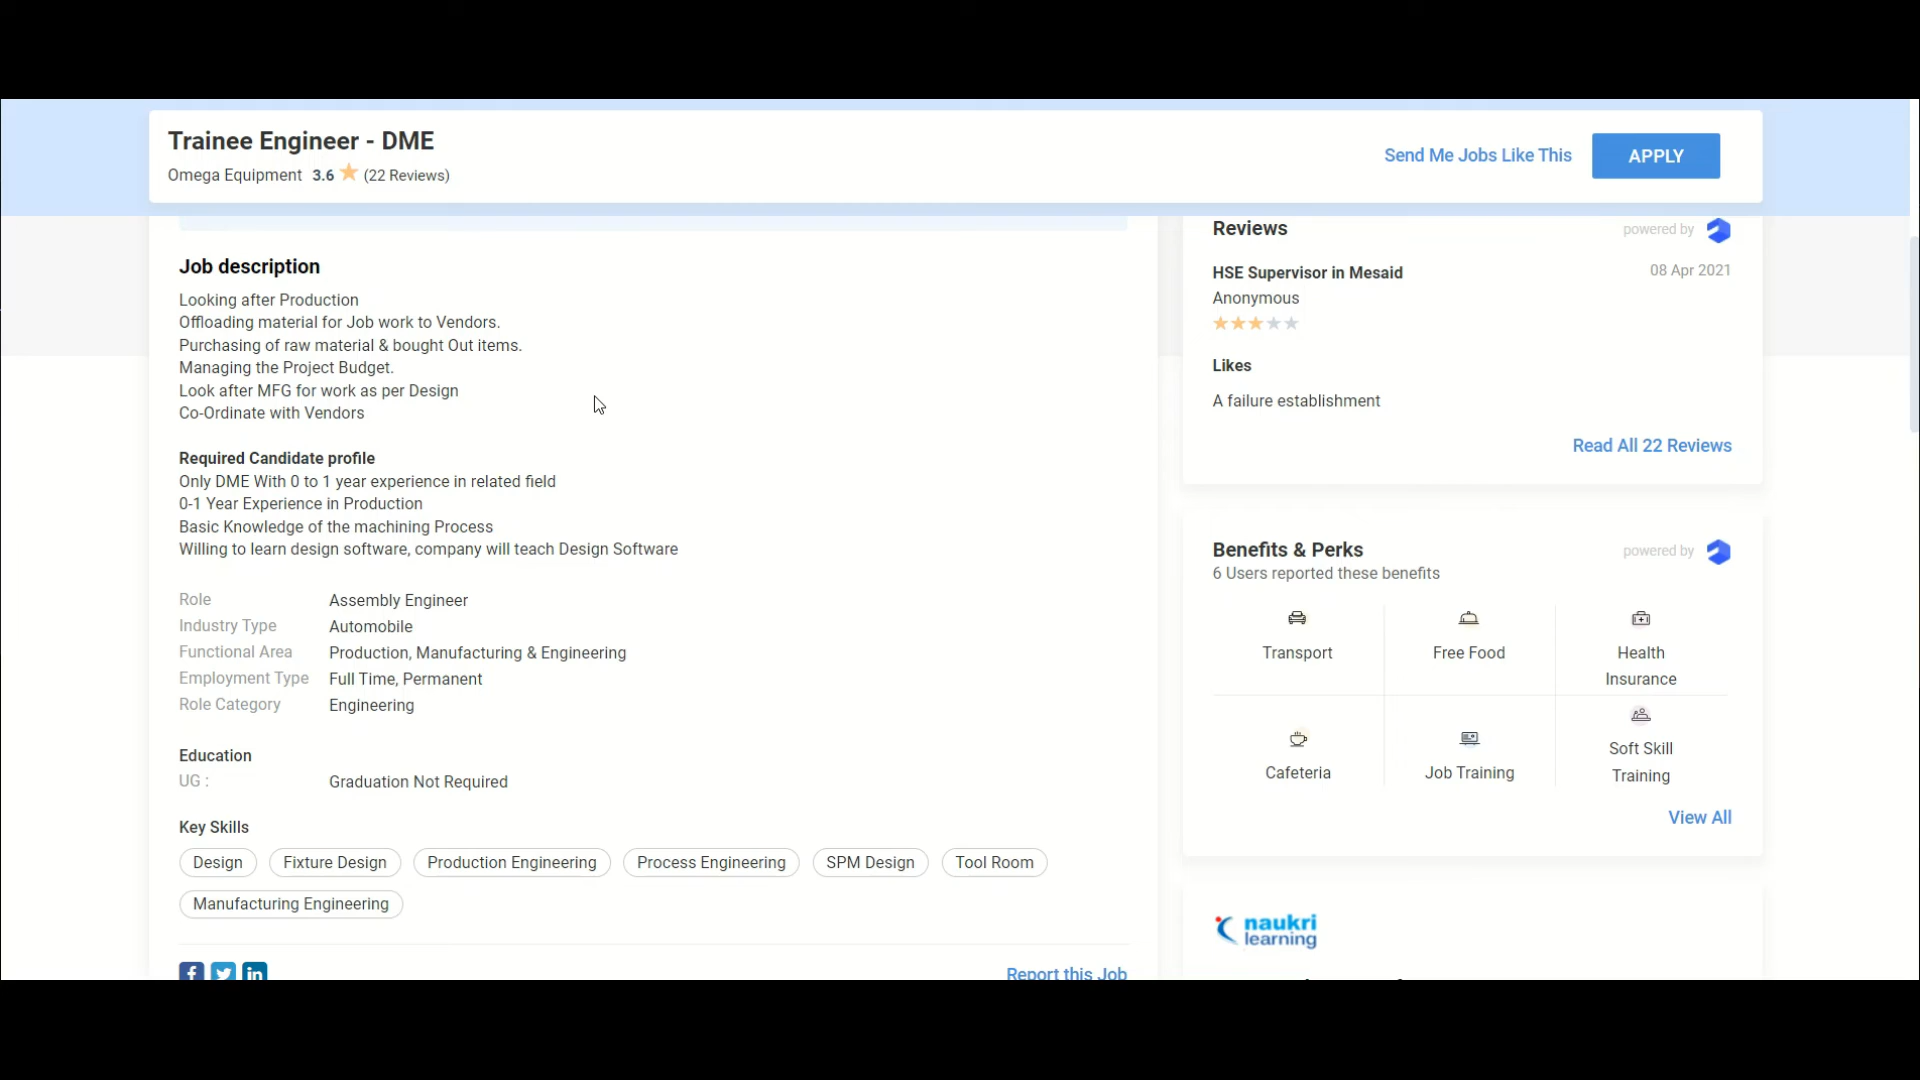 Trainee Engineer - DME
Omega Equipment 3.6 (22 Reviews)
Send Me Jobs Like This
APPLY
Job description
Looking after Production
Offloading material for Job work to Vendors.
Purchasing of raw material & bought Out items.
Managing the Project Budget.
Look after MFG for work as per Design
Co-Ordinate with Vendors
Required Candidate profile
Only DME With 0 to 1 year experience in related field
0-1 Year Experience in Production
Basic Knowledge of the machining Process
Willing to learn design software, company will teach Design Software
Role Assembly Engineer
Industry Type Automobile
Functional Area Production, Manufacturing & Engineering
Employment Type Full Time, Permanent
Role Category Engineering
Education
UG : Graduation Not Required
Key Skills
Design Fixture Design Production Engineering Process Engineering SPM Design Tool Room
Manufacturing Engineering
Report this Job
Reviews powered by
HSE Supervisor in Mesaid 08 Apr 2021
Anonymous
Likes
A failure establishment
Read All 22 Reviews
Benefits & Perks powered by
6 Users reported these benefits
Transport
Free Food
Health
Insurance
Cafeteria
Job Training
Soft Skill
Training
View All
naukri
learning